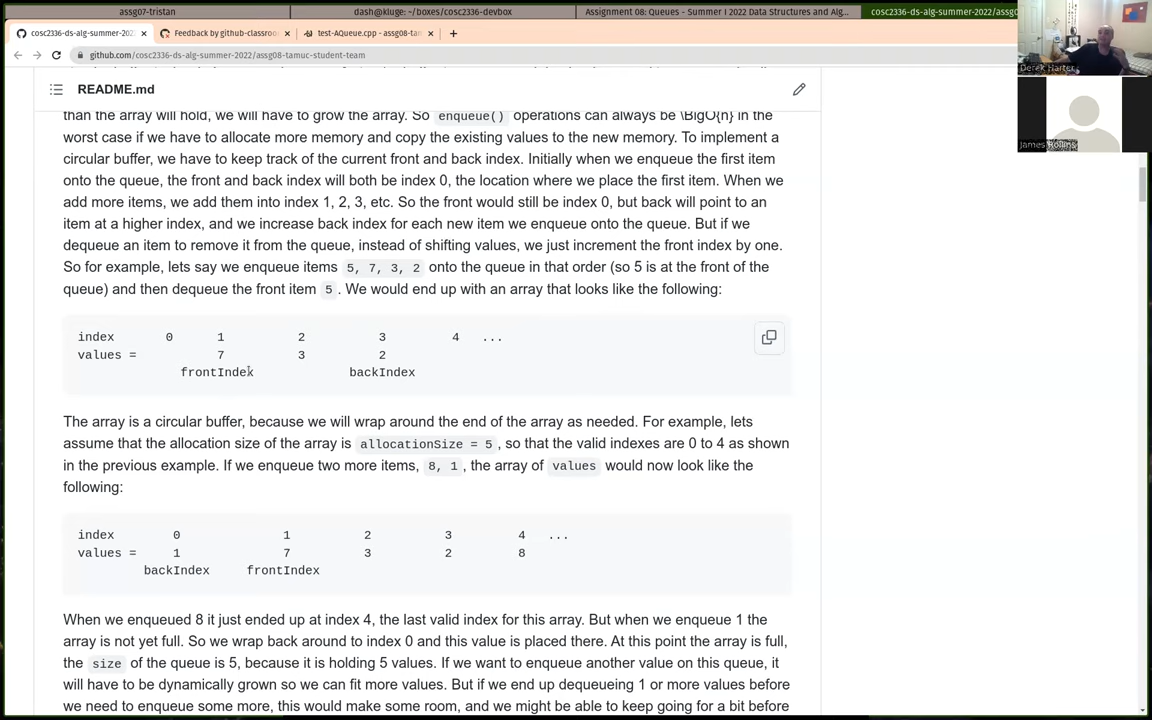 assg07-tristan
dash@kluge: ~/boxes/cosc2336-devbox
Assignment 08: Queues - Summer I 2022 Data Structures and Alg...
cosc2336-ds-alg-summer-2022/assg0
cosc2336-ds-alg-summer-202
Feedback by github-classroo
test-AQueue.cpp - assg08-tam
github.com/cosc2336-ds-alg-summer-2022/assg08-tamuc-student-team
Derek Harter
James Rollins
README.md
than the array will hold, we will have to grow the array. So enqueue() operations can always be \BigO{n} in the
worst case if we have to allocate more memory and copy the existing values to the new memory. To implement a
circular buffer, we have to keep track of the current front and back index. Initially when we enqueue the first item
onto the queue, the front and back index will both be index 0, the location where we place the first item. When we
add more items, we add them into index 1, 2, 3, etc. So the front would still be index 0, but back will point to an
item at a higher index, and we increase back index for each new item we enqueue onto the queue. But if we
dequeue an item to remove it from the queue, instead of shifting values, we just increment the front index by one.
So for example, lets say we enqueue items 5, 7, 3, 2 onto the queue in that order (so 5 is at the front of the
queue) and then dequeue the front item 5. We would end up with an array that looks like the following:
index 0 1 2 3 4 ...
values = 7 3 2
frontIndex backIndex
The array is a circular buffer, because we will wrap around the end of the array as needed. For example, lets
assume that the allocation size of the array is allocationSize = 5, so that the valid indexes are 0 to 4 as shown
in the previous example. If we enqueue two more items, 8, 1, the array of values would now look like the
following:
index 0 1 2 3 4 ...
values = 1 7 3 2 8
backIndex frontIndex
When we enqueued 8 it just ended up at index 4, the last valid index for this array. But when we enqueue 1 the
array is not yet full. So we wrap back around to index 0 and this value is placed there. At this point the array is full,
the size of the queue is 5, because it is holding 5 values. If we want to enqueue another value on this queue, it
will have to be dynamically grown so we can fit more values. But if we end up dequeueing 1 or more values before
we need to enqueue some more, this would make some room, and we might be able to keep going for a bit before